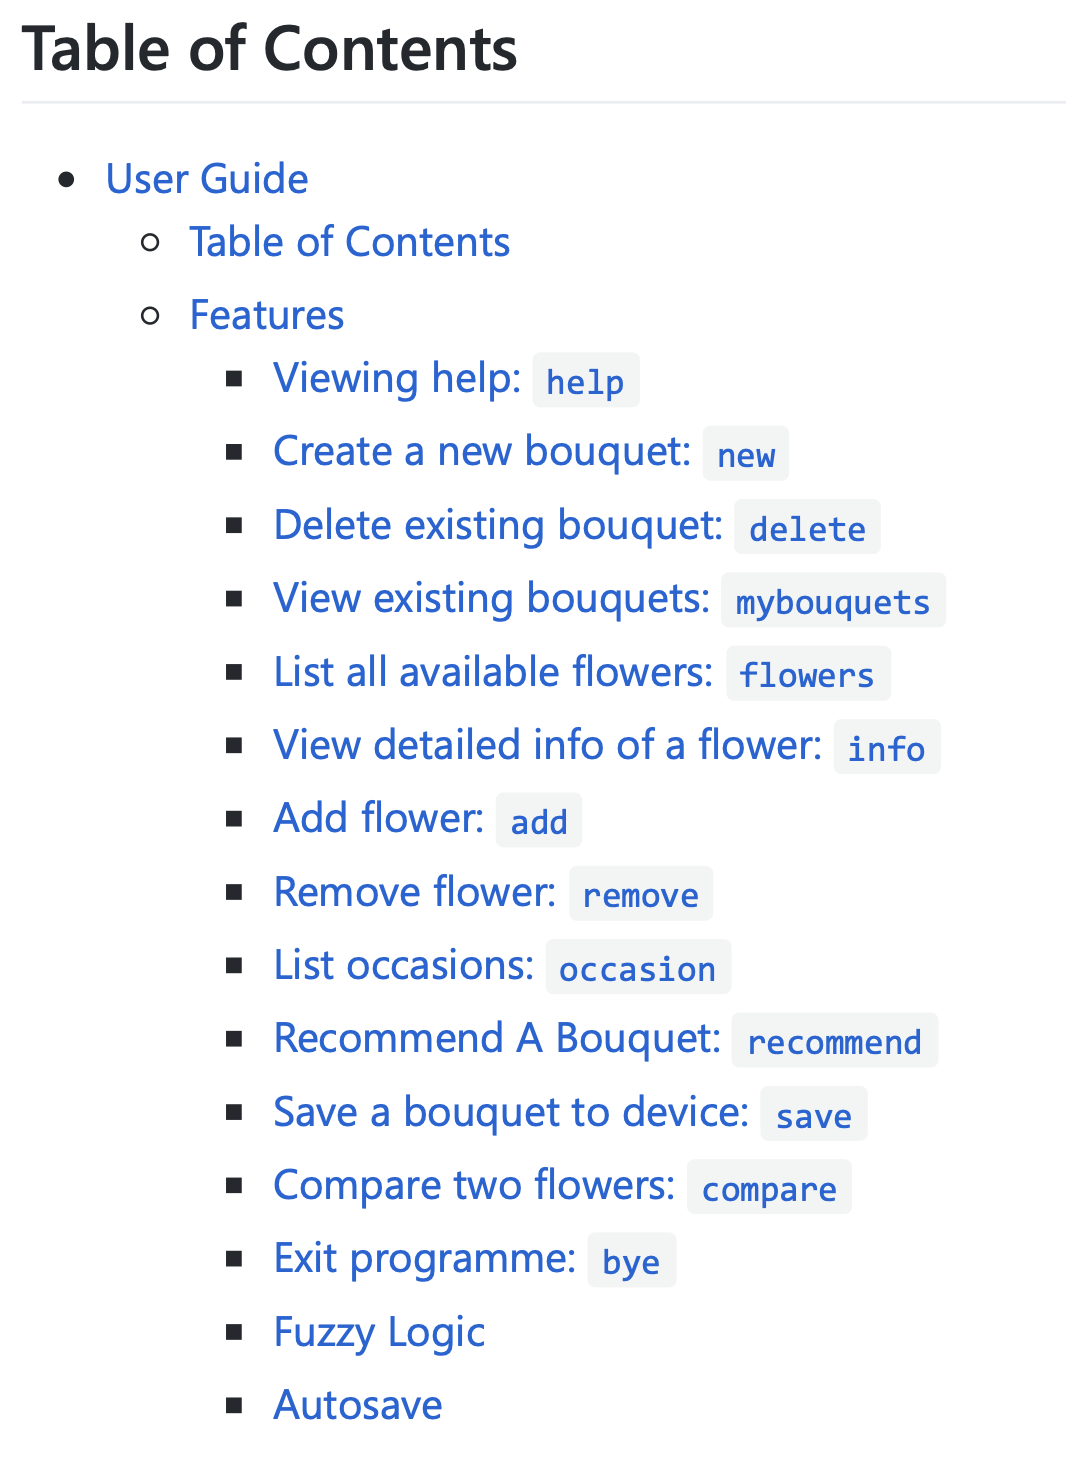 Table of Contents
User Guide
Table of Contents
Features
Viewing help: help
Create a new bouquet: new
Delete existing bouquet: delete
View existing bouquets: mybouquets
List all available flowers: flowers
View detailed info of a flower: info
Add flower: add
Remove flower: remove
List occasions: occasion
Recommend A Bouquet: recommend
Save a bouquet to device: save
Compare two flowers: compare
Exit programme: bye
Fuzzy Logic
Autosave